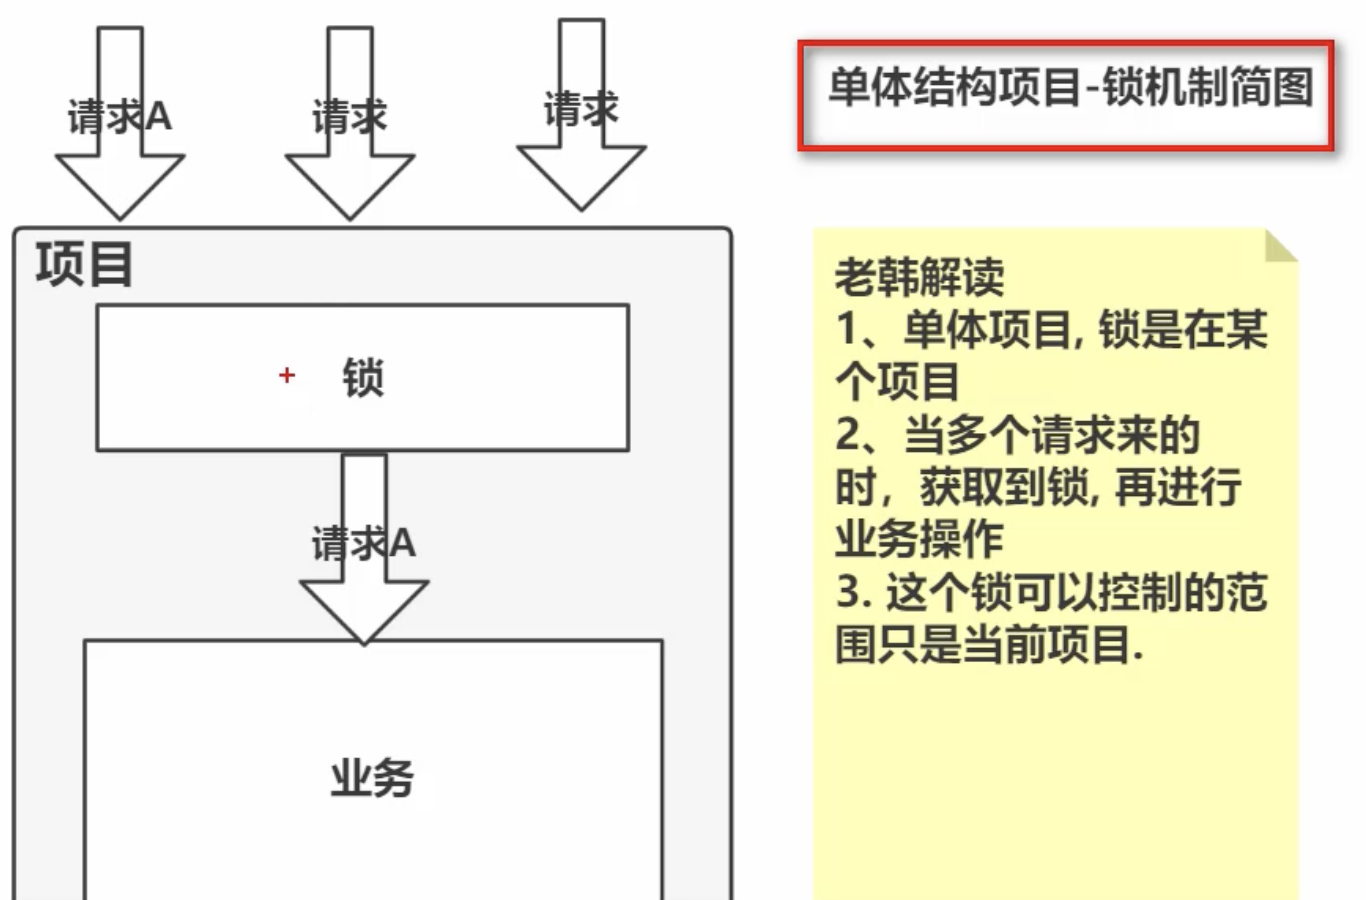 请求A
请求
请求
单体结构项目-锁机制简图
项目
锁
请求A
业务
老韩解读
1、单体项目, 锁是在某
个项目
2、当多个请求来的
时，获取到锁, 再进行
业务操作
3. 这个锁可以控制的范
围只是当前项目.